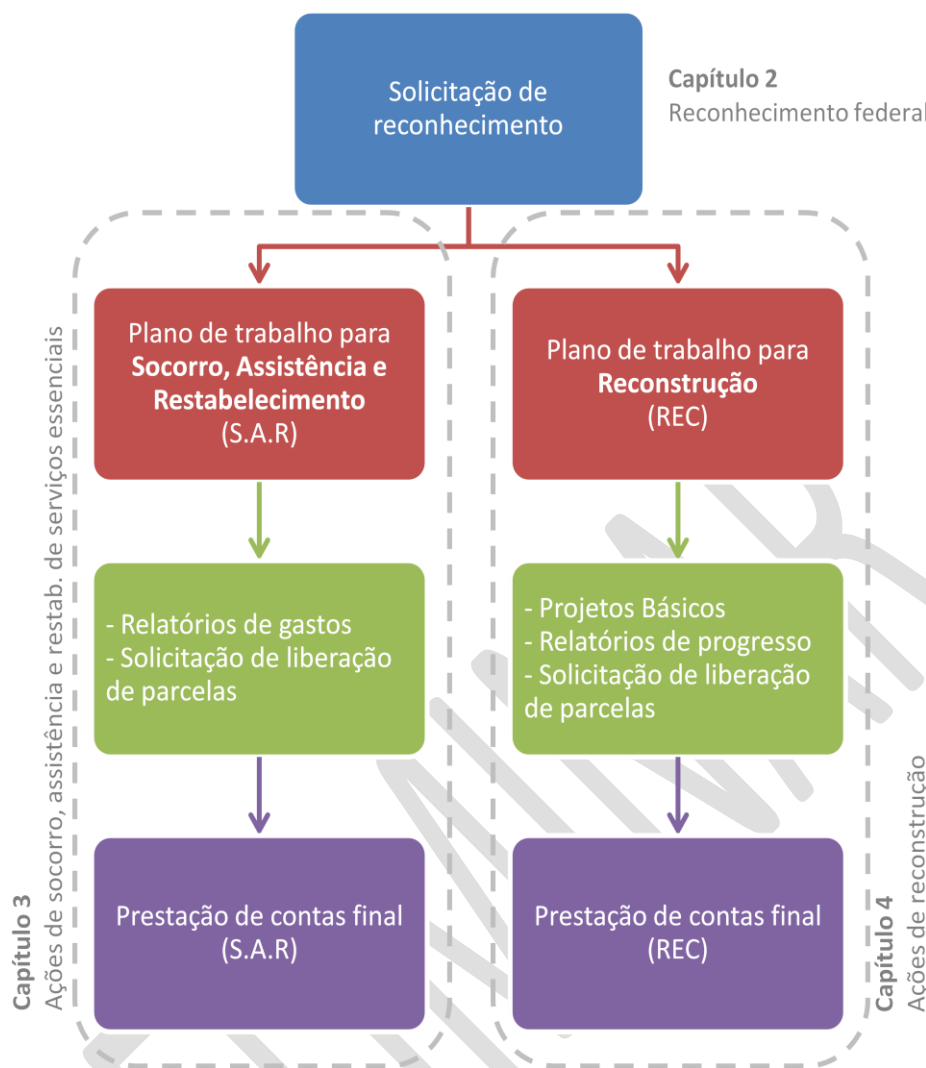 Solicitação de
reconhecimento
Capítulo 2
Reconhecimento federal
Plano de trabalho para
Socorro, Assistência e
Restabelecimento
(S.A.R)
Plano de trabalho para
Reconstrução
(REC)
- Relatórios de gastos
- Solicitação de liberação
de parcelas
- Projetos Básicos
- Relatórios de progresso
- Solicitação de liberação
de parcelas
Prestação de contas final
(S.A.R)
Prestação de contas final
(REC)
Capítulo 3
Ações de socorro, assistência e restab. de serviços essenciais
Capítulo 4
Ações de reconstrução